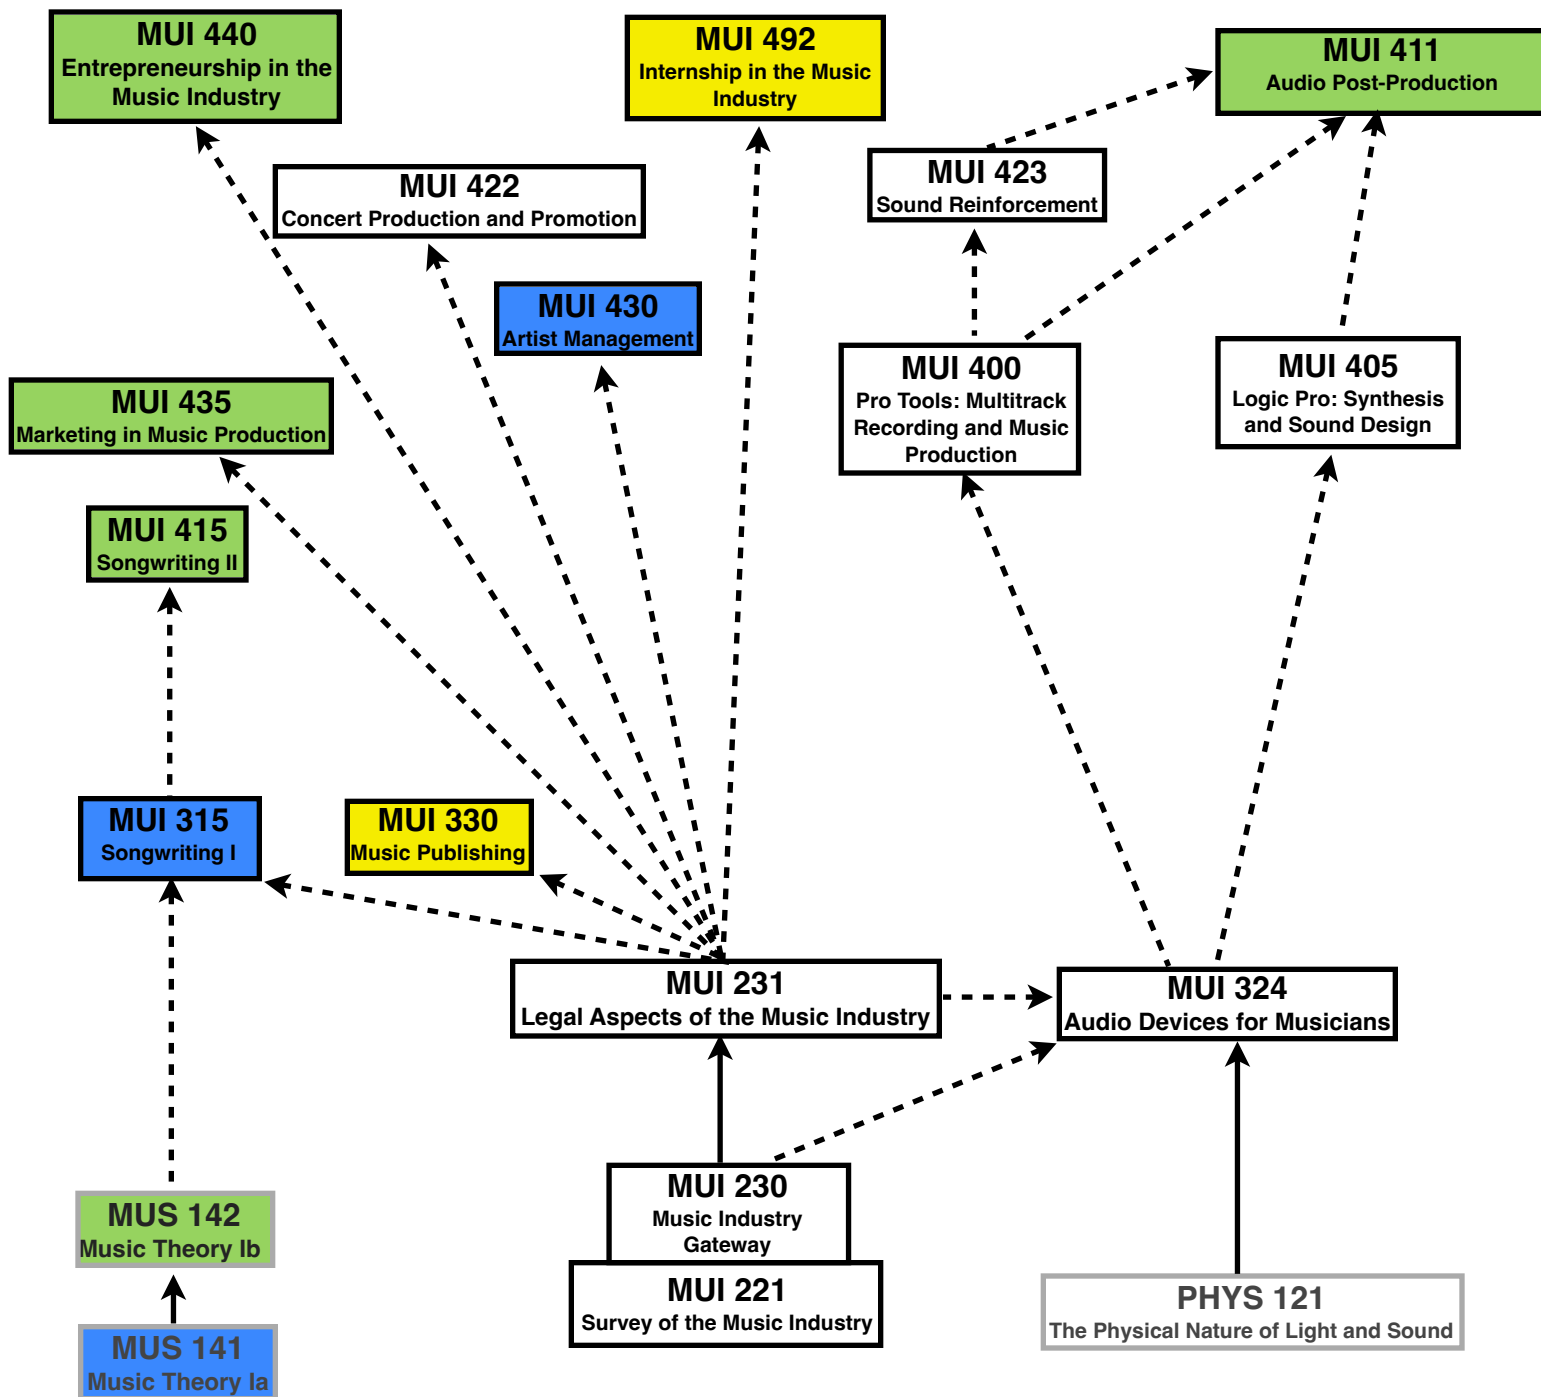 MUI 440
Entrepreneurship in the
Music Industry
MUI 492
Internship in the Music
Industry
MUI 411
Audio Post-Production
MUI 422
Concert Production and Promotion
MUI 423
Sound Reinforcement
MUI 430
Artist Management
MUI 400
Pro Tools: Multitrack
Recording and Music
Production
MUI 405
Logic Pro: Synthesis
and Sound Design
MUI 435
Marketing in Music Production
MUI 415
Songwriting II
MUI 315
Songwriting I
MUI 330
Music Publishing
MUI 231
Legal Aspects of the Music Industry
MUI 324
Audio Devices for Musicians
MUI 230
Music Industry
Gateway
MUS 142
Music Theory Ib
MUI 221
Survey of the Music Industry
PHYS 121
The Physical Nature of Light and Sound
MUS 141
Music Theory Ia